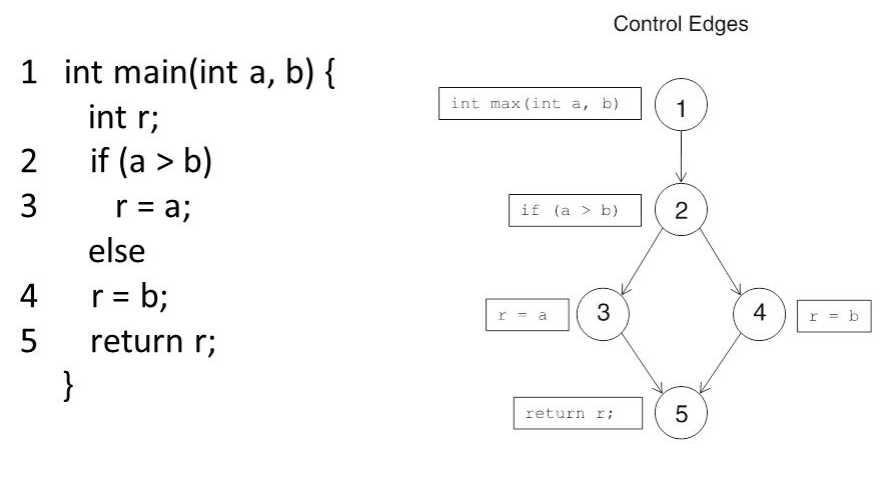 Control Edges
1 int main(int a, b) {
int r;
2 if (a > b)
3 r = a;
else
4 r = b;
5 return r;
}
int max(int a, b)
1
if (a > b)
2
r = a
3
4
r = b
return r;
5